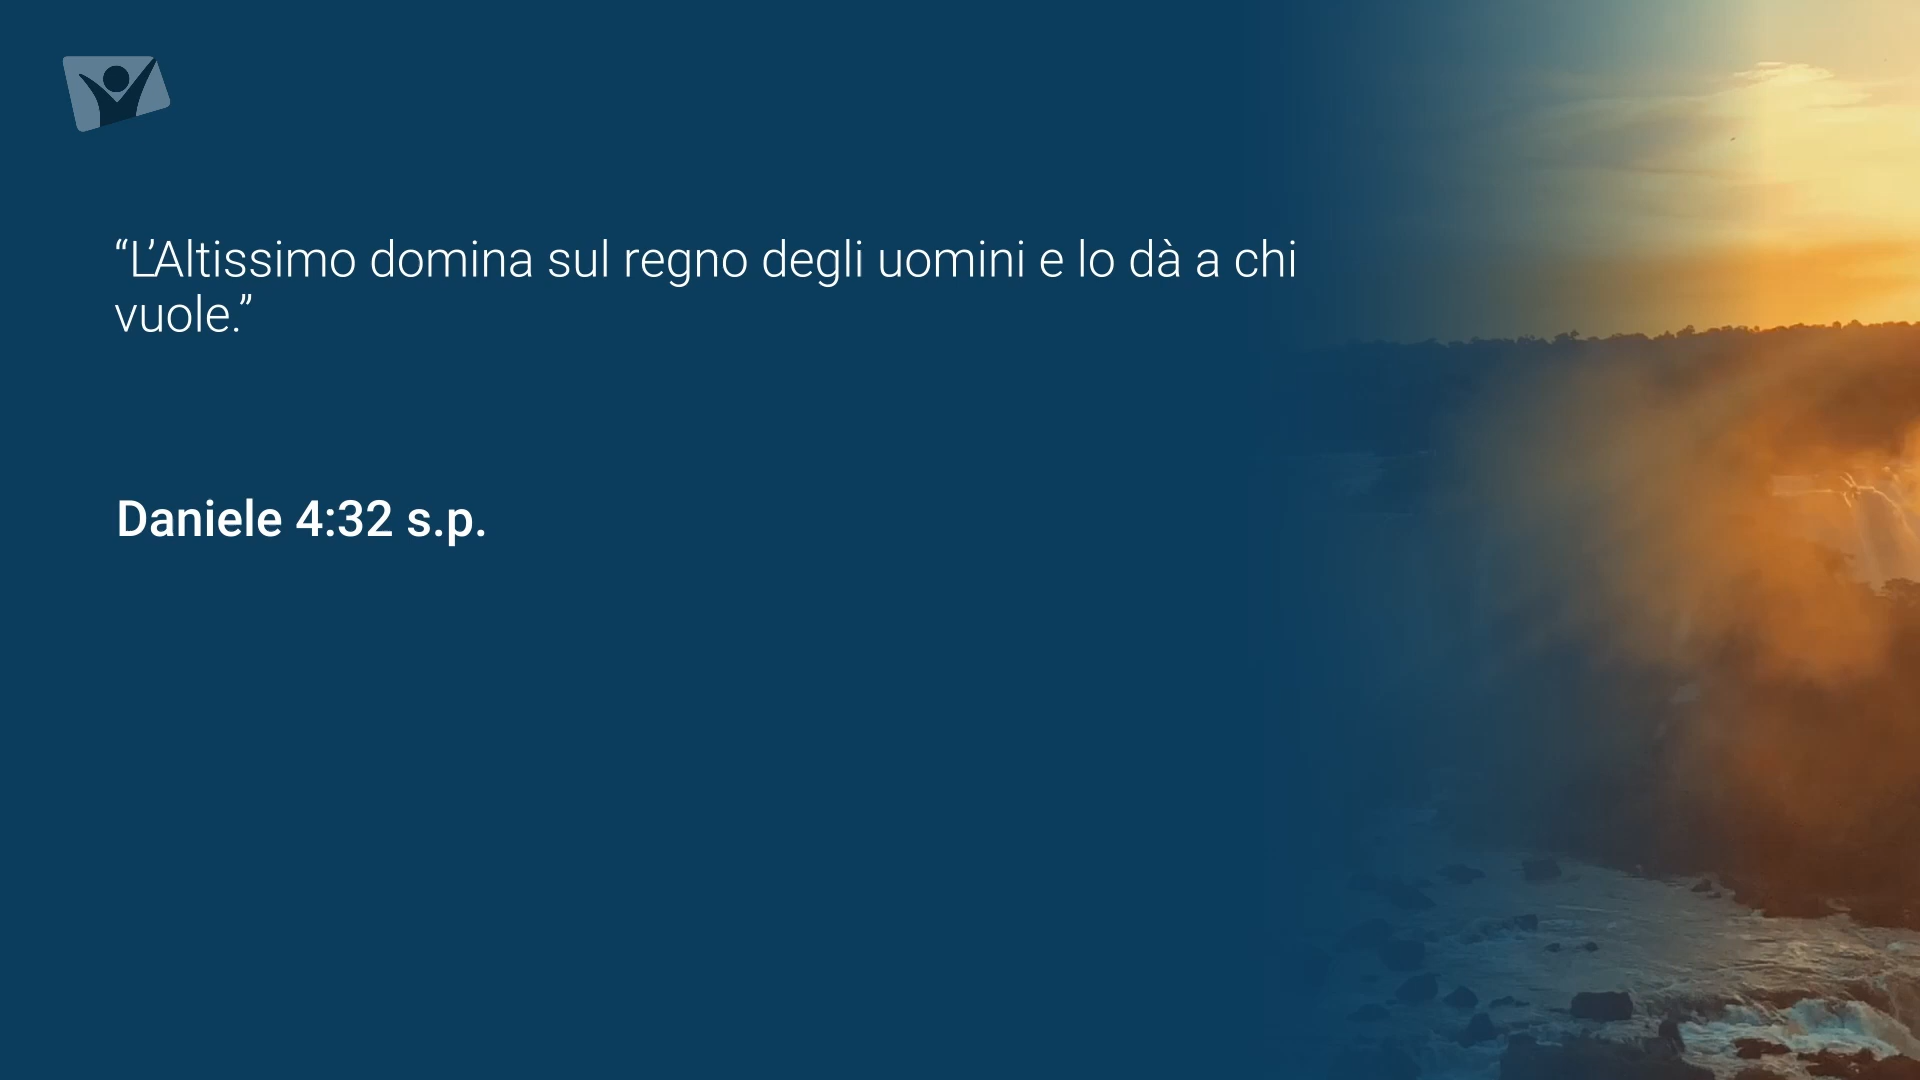 “L’Altissimo domina sul regno degli uomini e lo dà a chi
vuole.”
Daniele 4:32 s.p.